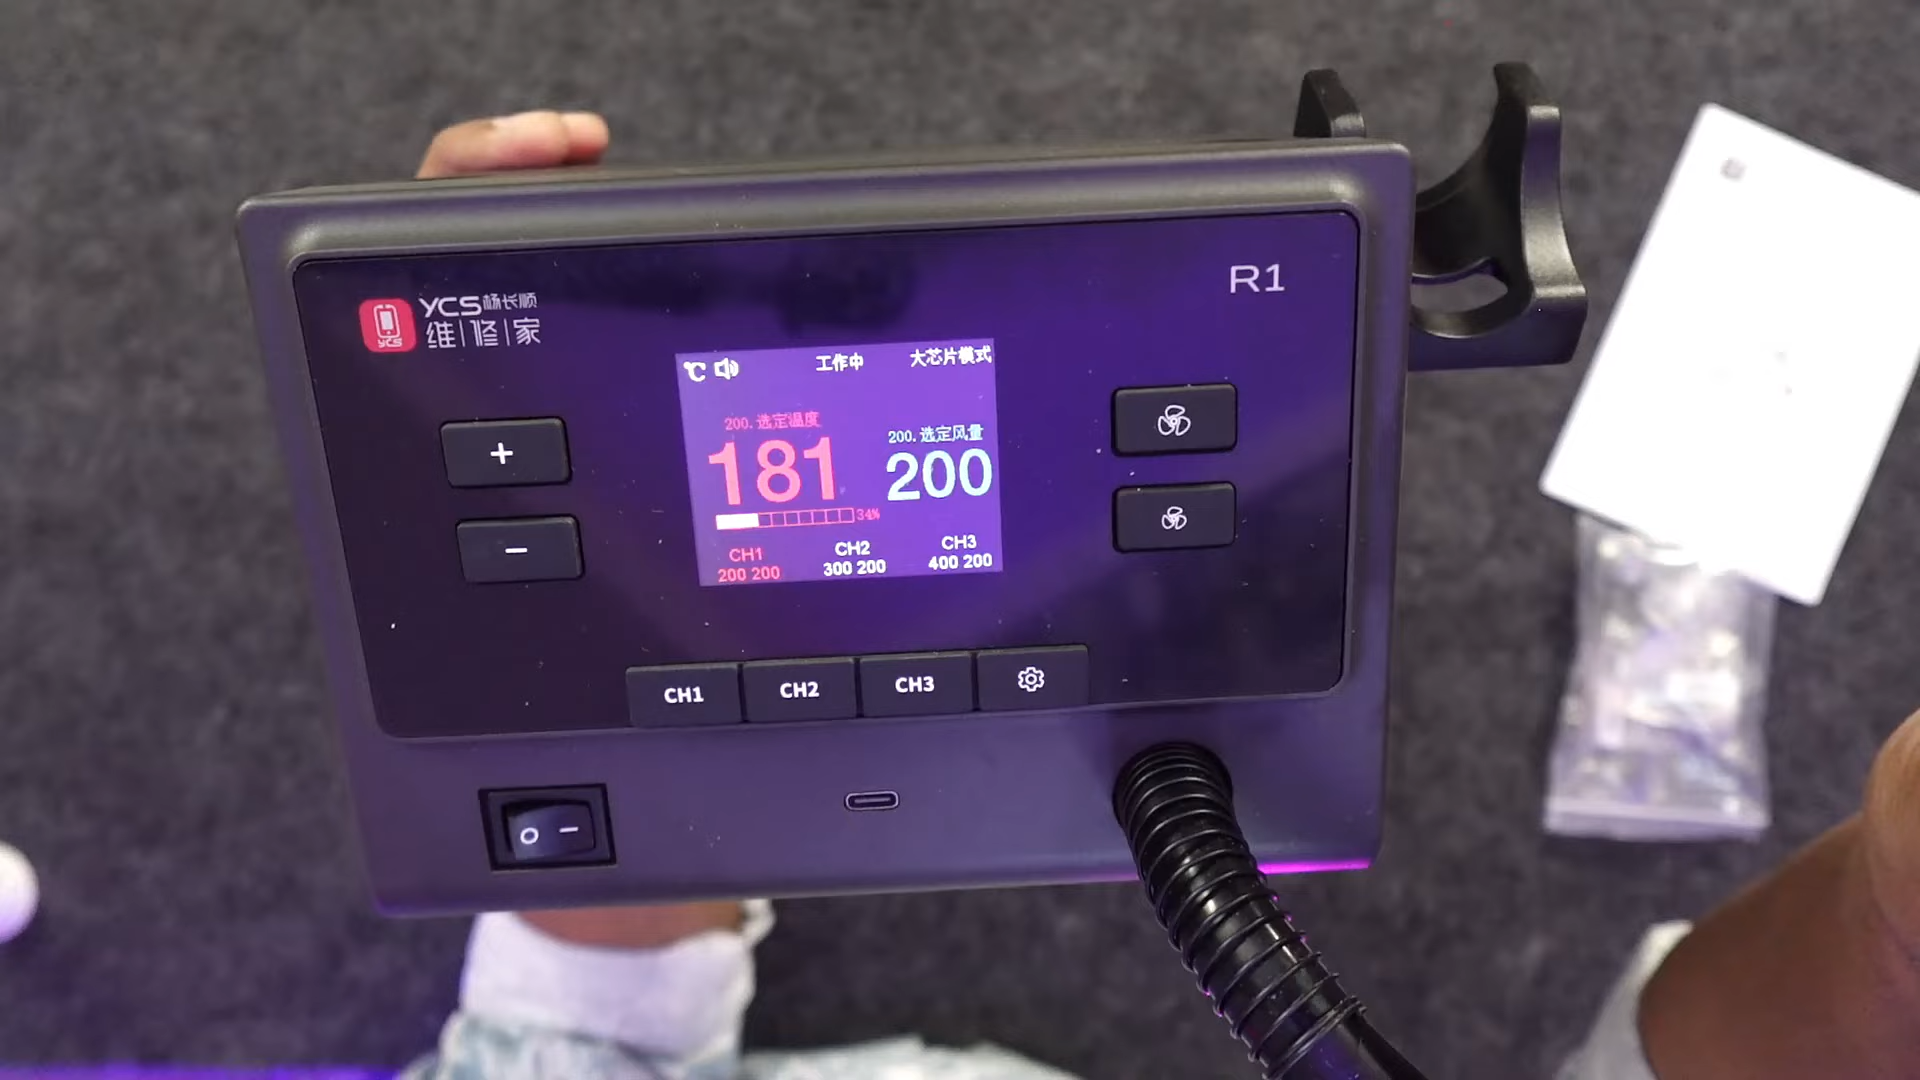 YCS杨长顺
维|修|家
YCS
R1
℃
工作中
大芯片模式
200. 选定温度
181
34%
200. 选定风量
200
CH1
200 200
CH2
300 200
CH3
400 200
+
−
CH1
CH2
CH3